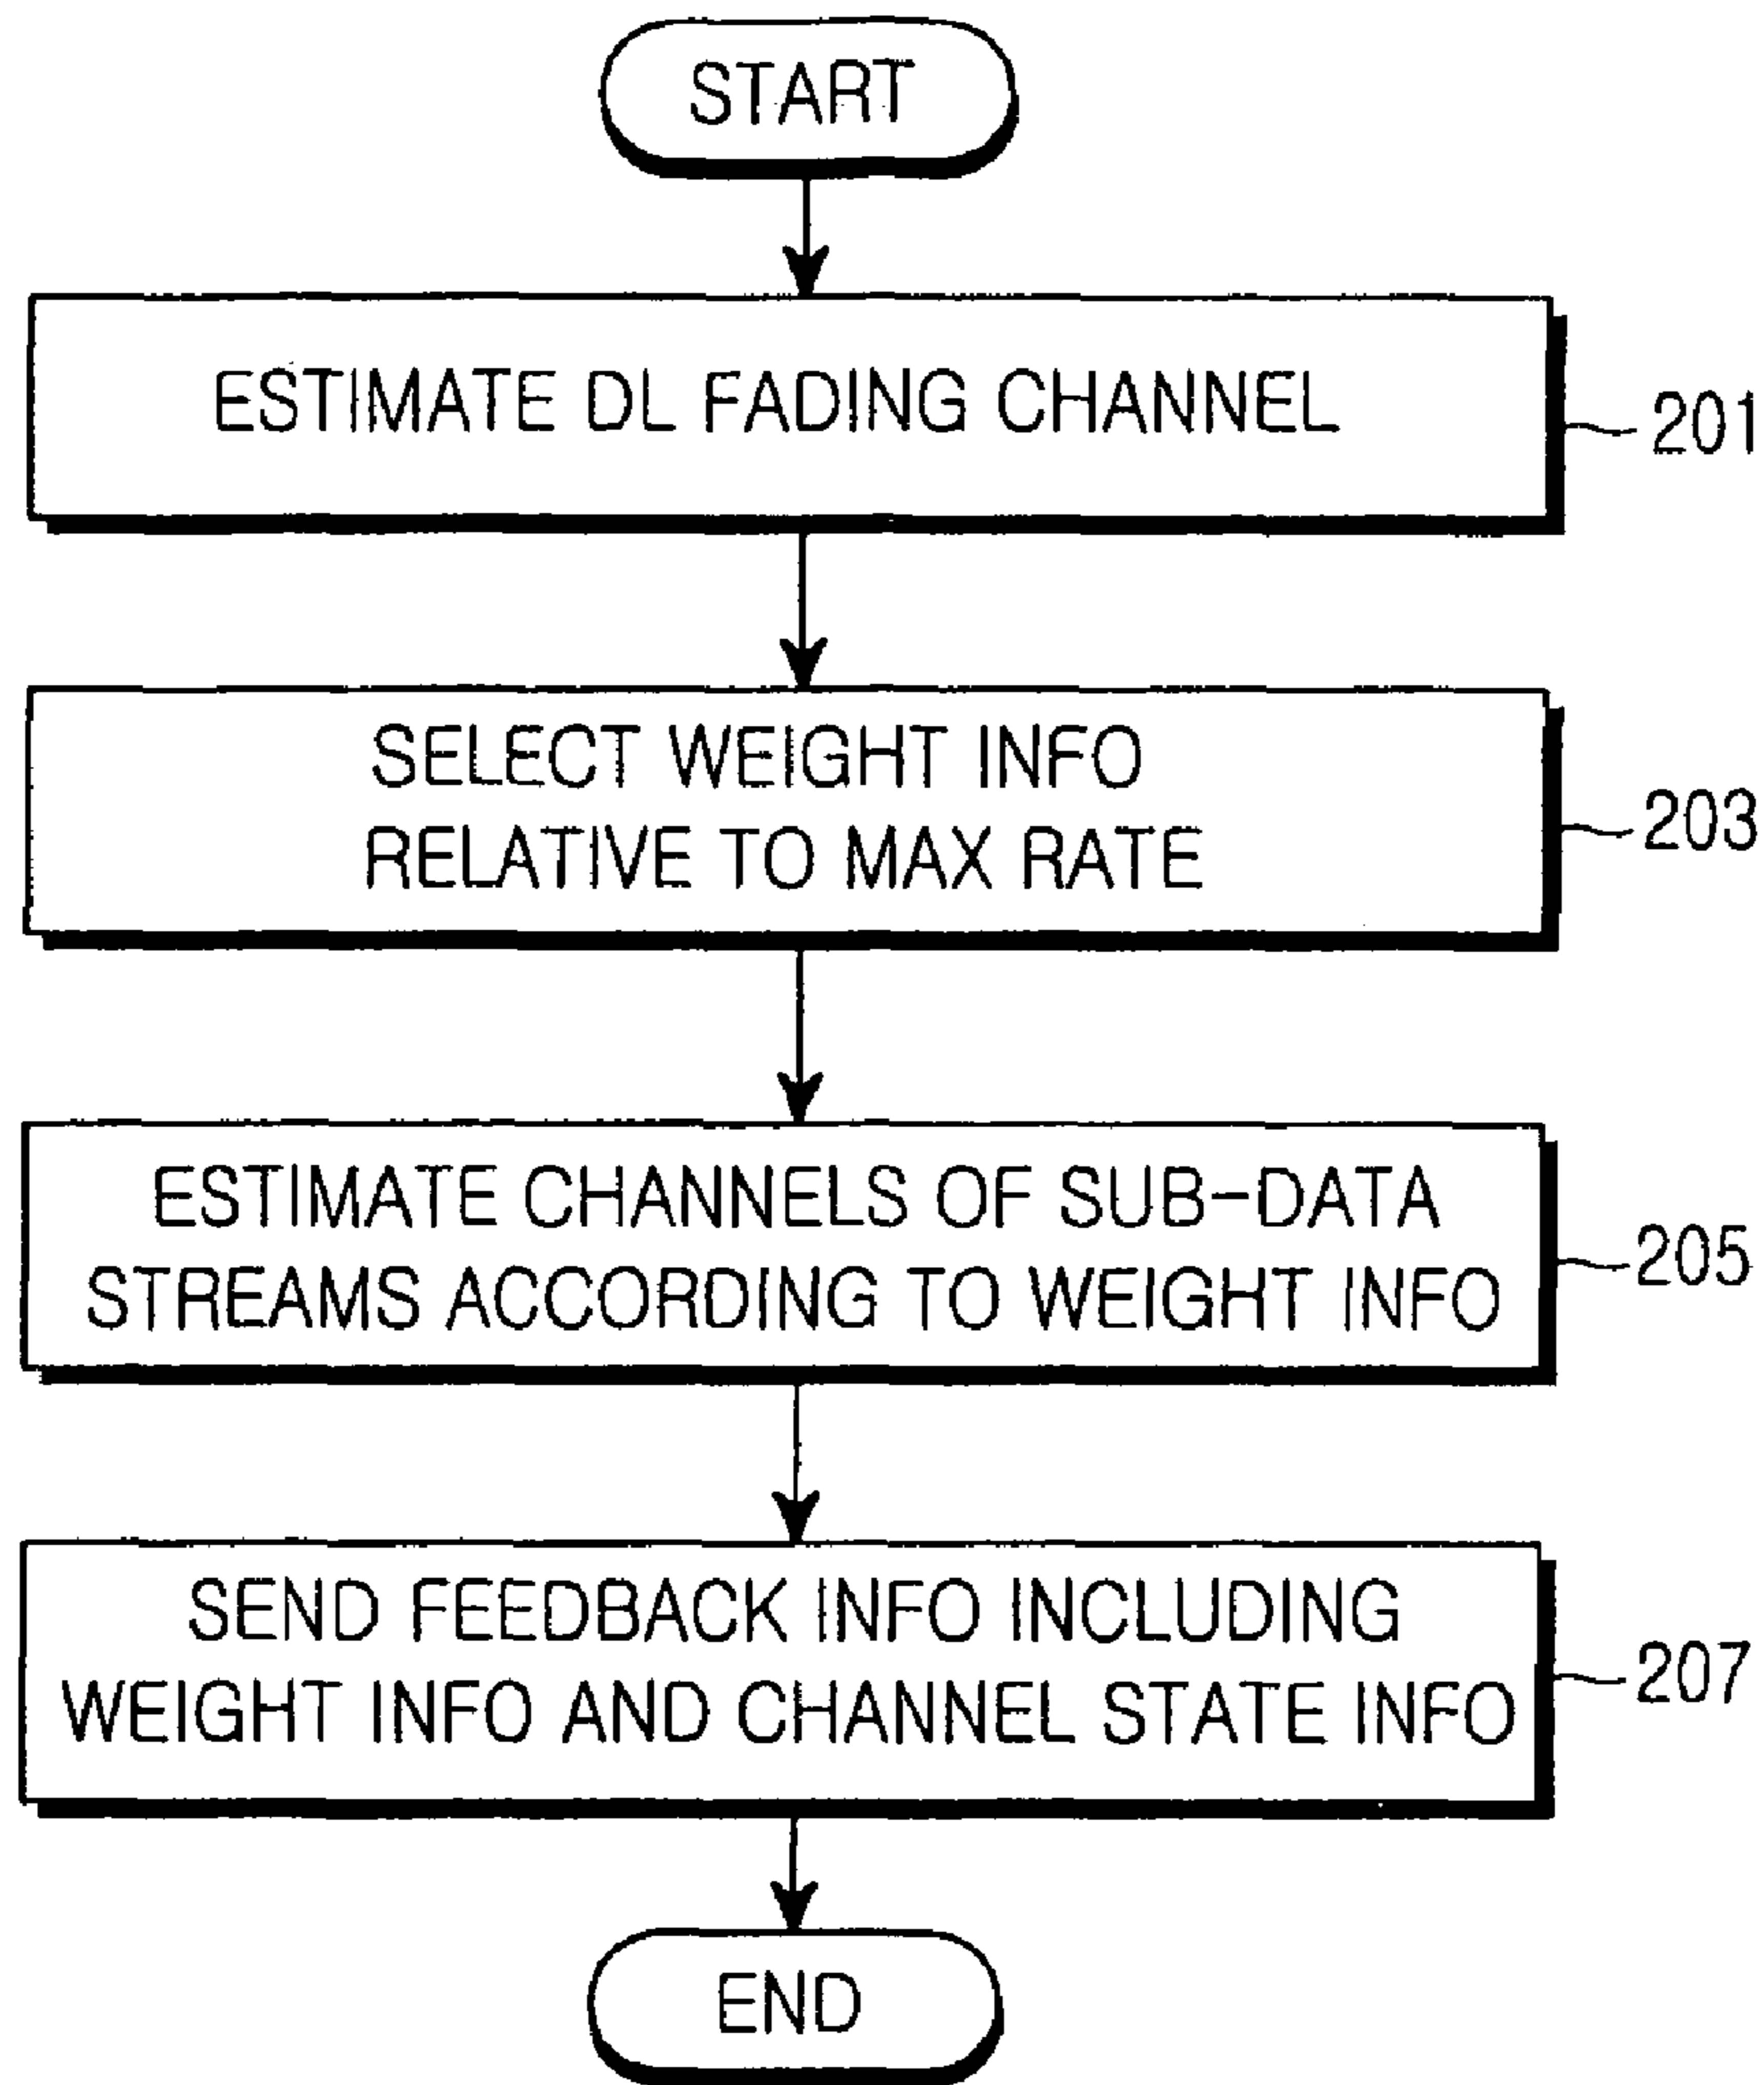 START
ESTIMATE DL FADING CHANNEL
201
SELECT WEIGHT INFO
RELATIVE TO MAX RATE
203
ESTIMATE CHANNELS OF SUB-DATA
STREAMS ACCORDING TO WEIGHT INFO
205
SEND FEEDBACK INFO INCLUDING
WEIGHT INFO AND CHANNEL STATE INFO
207
END